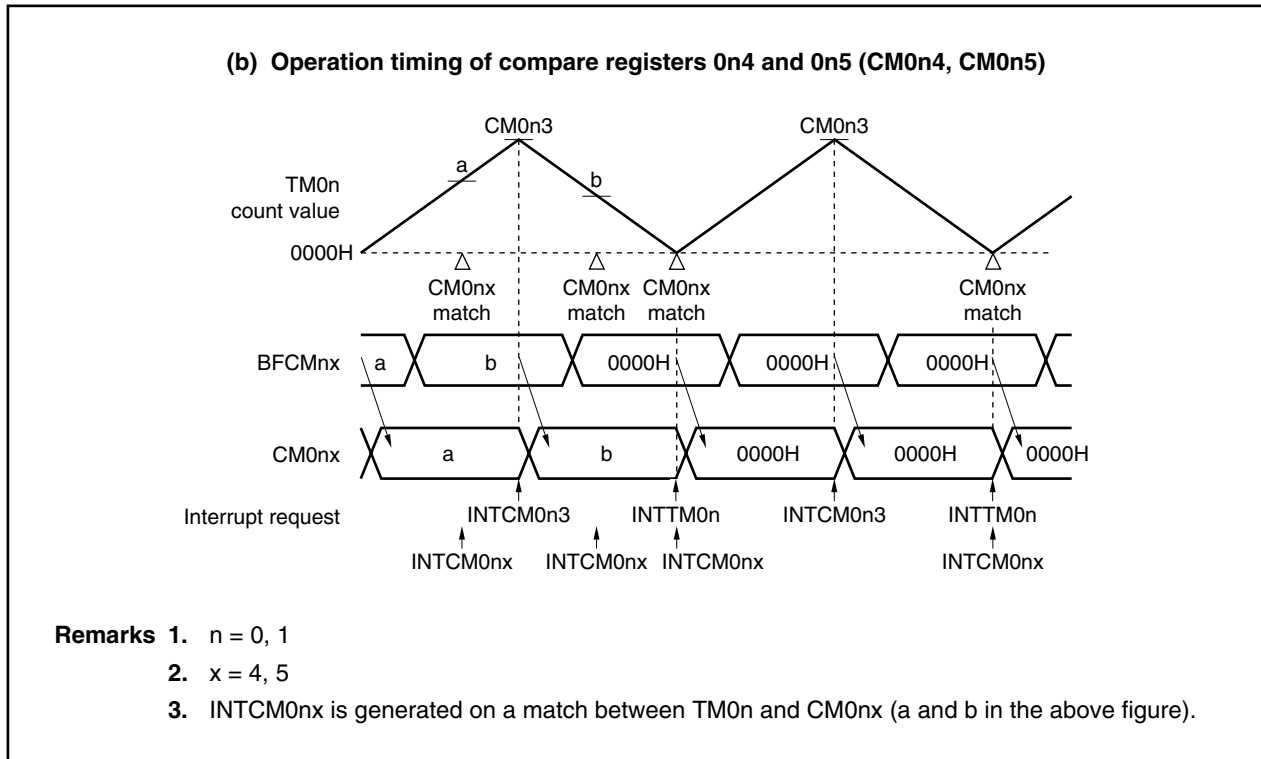 (b) Operation timing of compare registers 0n4 and 0n5 (CM0n4, CM0n5)
CM0n3 CM0n3
a
b
TM0n
count value
0000H
CM0nx CM0nx CM0nx CM0nx
match match match match
BFCMnx a b 0000H 0000H 0000H
CM0nx a b 0000H 0000H 0000H
Interrupt request INTCM0n3 INTTM0n INTCM0n3 INTTM0n
INTCM0nx INTCM0nx INTCM0nx INTCM0nx
Remarks 1. n = 0, 1
2. x = 4, 5
3. INTCM0nx is generated on a match between TM0n and CM0nx (a and b in the above figure).